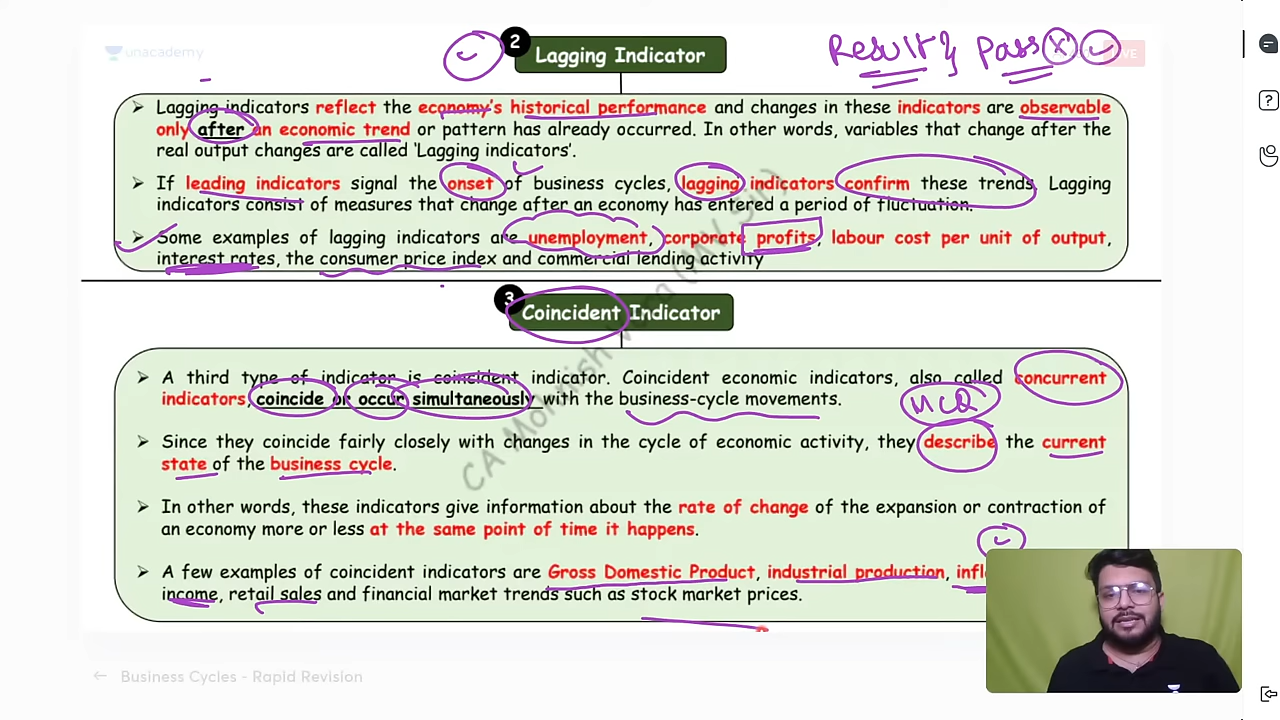 unacademy
2
Lagging Indicator
Result & Pass
LIVE
➤ Lagging indicators reflect the economy's historical performance and changes in these indicators are observable
only after an economic trend or pattern has already occurred. In other words, variables that change after the
real output changes are called 'Lagging indicators'.
➤ If leading indicators signal the onset of business cycles, lagging indicators confirm these trends. Lagging
indicators consist of measures that change after an economy has entered a period of fluctuation.
➤ Some examples of lagging indicators are unemployment, corporate profits, labour cost per unit of output,
interest rates, the consumer price index and commercial lending activity
3
Coincident Indicator
➤ A third type of indicator is coincident indicator. Coincident economic indicators, also called concurrent
indicators, coincide or occur simultaneously with the business-cycle movements.
MCQ
➤ Since they coincide fairly closely with changes in the cycle of economic activity, they describe the current
state of the business cycle.
➤ In other words, these indicators give information about the rate of change of the expansion or contraction of
an economy more or less at the same point of time it happens.
➤ A few examples of coincident indicators are Gross Domestic Product, industrial production,
income, retail sales and financial market trends such as stock market prices.
← Business Cycles - Rapid Revision